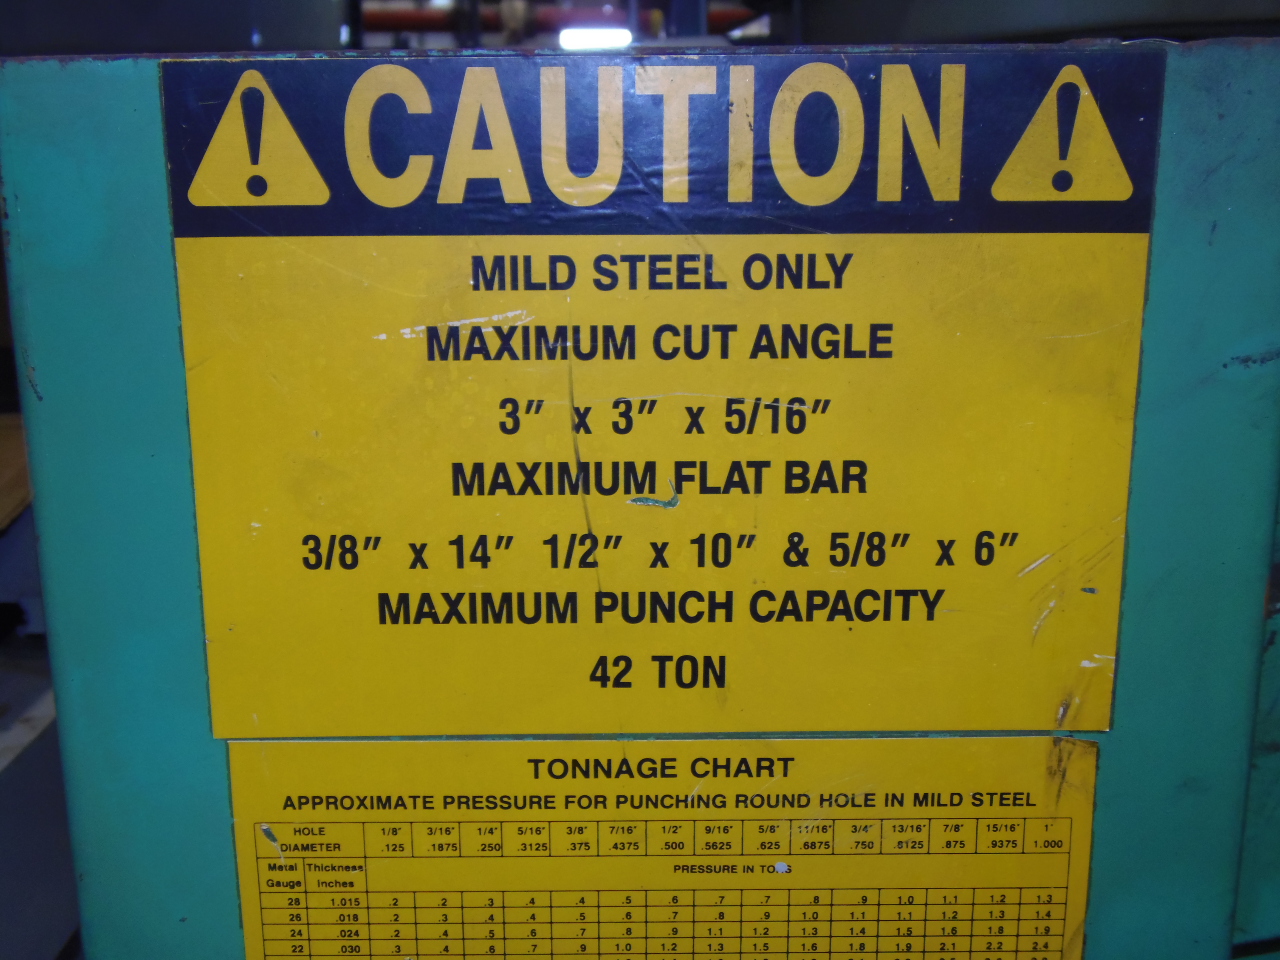 CAUTION
MILD STEEL ONLY
MAXIMUM CUT ANGLE
3" x 3" x 5/16"
MAXIMUM FLAT BAR
3/8" x 14" 1/2" x 10" & 5/8" x 6"
MAXIMUM PUNCH CAPACITY
42 TON
TONNAGE CHART
APPROXIMATE PRESSURE FOR PUNCHING ROUND HOLE IN MILD STEEL
HOLE DIAMETER 1/8" 3/16" 1/4" 5/16" 3/8" 7/16" 1/2" 9/16" 5/8" 11/16" 3/4" 13/16" 7/8" 15/16" 1"
.125 .1875 .250 .3125 .375 .4375 .500 .5625 .625 .6875 .750 .8125 .875 .9375 1.000
Metal Gauge Thickness Inches PRESSURE IN TONS
28 1.015 .2 .2 .3 .4 .4 .5 .6 .7 .7 .8 .9 1.0 1.1 1.2 1.3
26 .018 .2 .3 .4 .4 .5 .6 .7 .8 .9 1.0 1.1 1.1 1.2 1.3 1.4
24 .024 .2 .4 .5 .6 .7 .8 .9 1.1 1.2 1.3 1.4 1.5 1.6 1.8 1.9
22 .030 .3 .4 .6 .7 .9 1.0 1.2 1.3 1.5 1.6 1.8 1.9 2.1 2.2 2.4